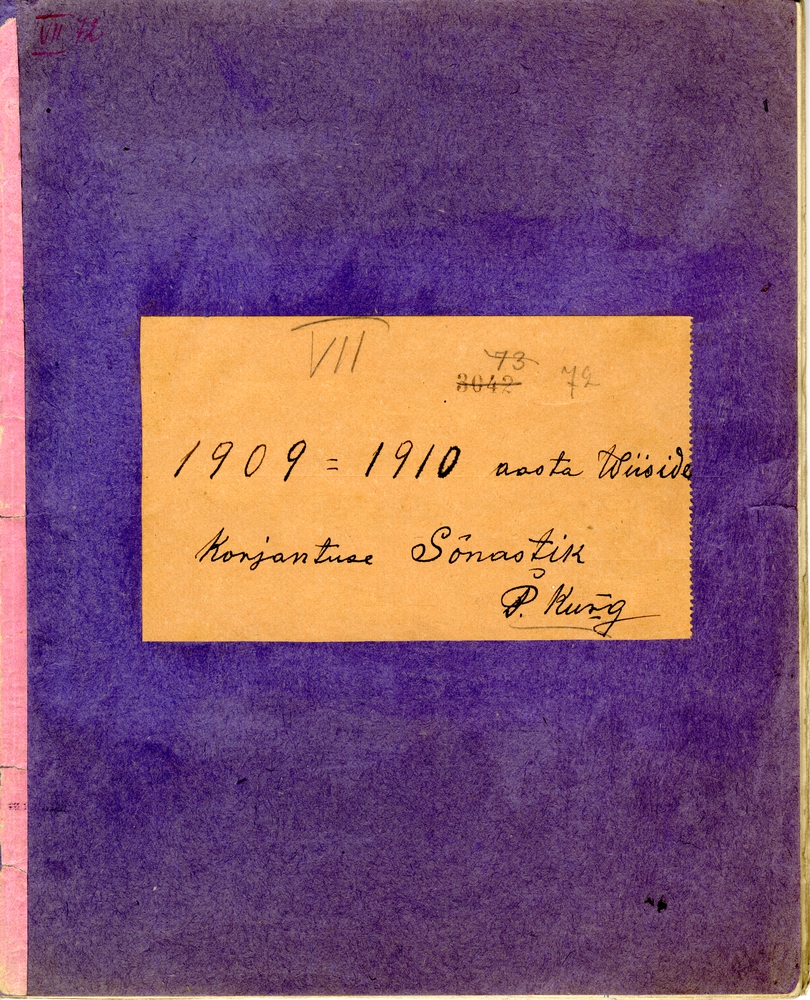 VII 72
VII
73
3042 72
1909 = 1910 aasta Wiiside
Korjantuse Sõnastik
P. Kurg